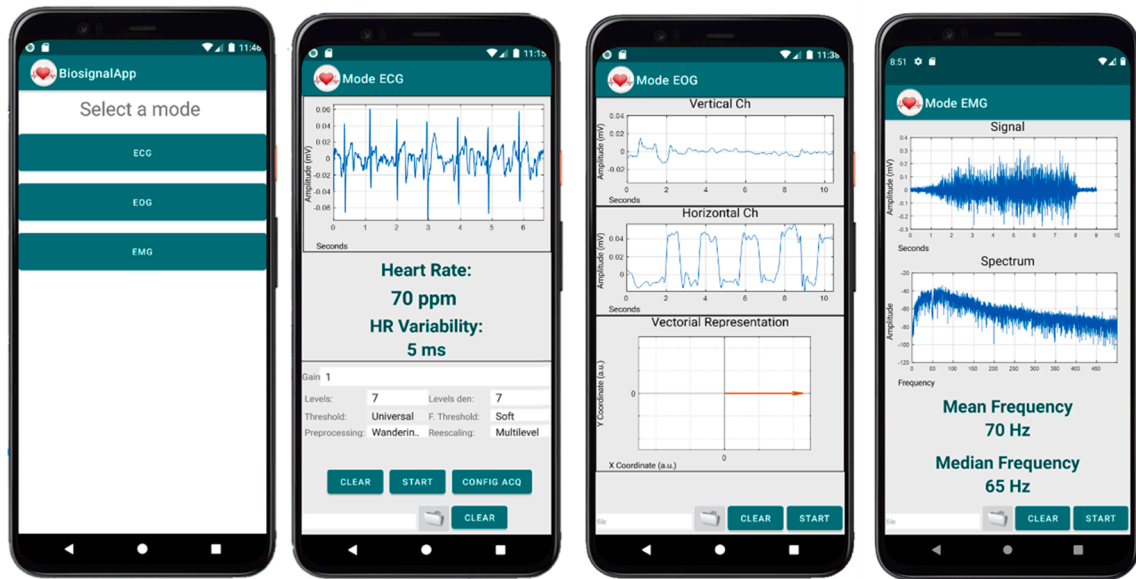 11:46
BiosignalApp
Select a mode
ECG
EOG
EMG
11:15
Mode ECG
0.06
0.04
0.02
0
-0.02
-0.04
-0.06
Amplitude (mV)
0 1 2 3 4 5 6
Seconds
Heart Rate:
70 ppm
HR Variability:
5 ms
Gain 1
Levels: 7 Levels den: 7
Threshold: Universal F. Threshold: Soft
Preprocessing: Wanderin.. Reescaling: Multilevel
CLEAR START CONFIG ACQ
CLEAR
11:38
Mode EOG
Vertical Ch
0.04
0.02
0
-0.02
-0.04
Amplitude (mV)
0 2 4 6 8 10
Seconds
Horizontal Ch
0.04
0.02
0
Amplitude (mV)
0 2 4 6 8 10
Seconds
Vectorial Representation
Y Coordinate (a.u.)
0
0
X Coordinate (a.u.)
file
CLEAR START
8:51
Mode EMG
Signal
0.4
0.3
0.2
0.1
0
-0.1
-0.2
-0.3
Amplitude (mV)
0 1 2 3 4 5 6 7 8 9 10
Seconds
Spectrum
-20
-40
-60
-80
-100
-120
Amplitude
0 50 100 150 200 250 300 350 400 450
Frequency
Mean Frequency
70 Hz
Median Frequency
65 Hz
file
CLEAR START